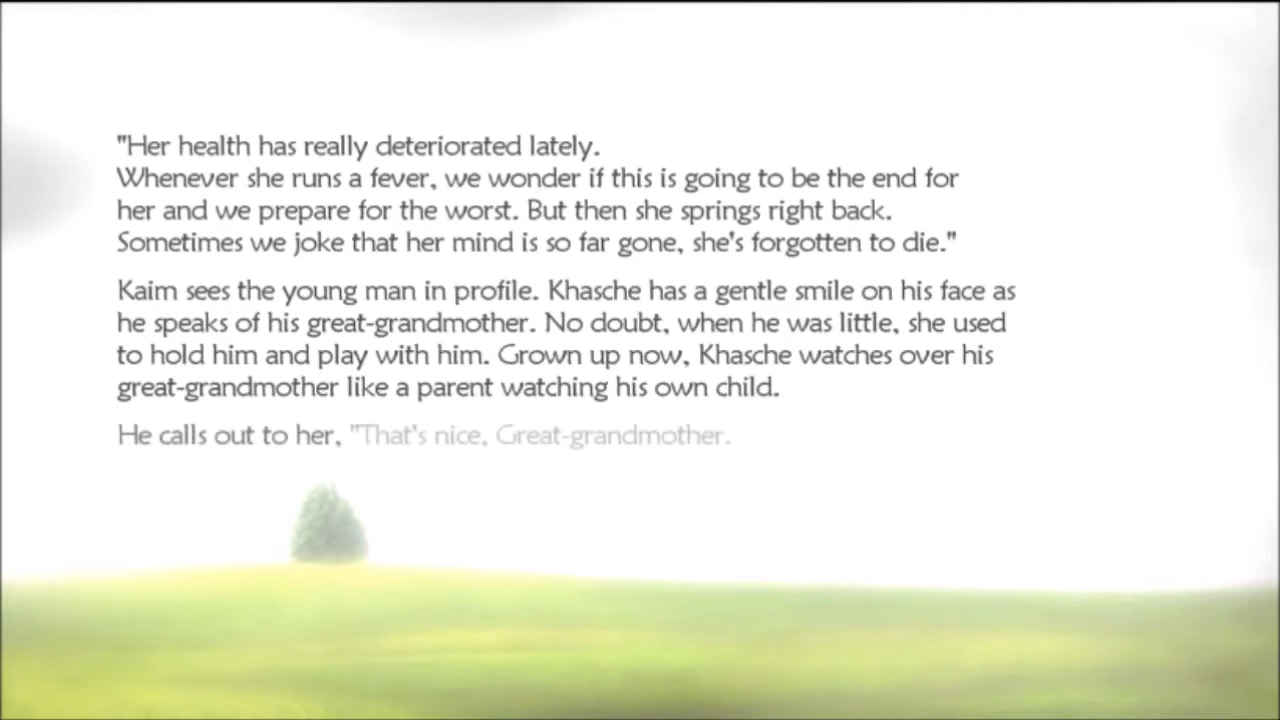 "Her health has really deteriorated lately.
Whenever she runs a fever, we wonder if this is going to be the end for
her and we prepare for the worst. But then she springs right back.
Sometimes we joke that her mind is so far gone, she's forgotten to die."
Kaim sees the young man in profile. Khasche has a gentle smile on his face as
he speaks of his great-grandmother. No doubt, when he was little, she used
to hold him and play with him. Grown up now, Khasche watches over his
great-grandmother like a parent watching his own child.
He calls out to her, "That's nice, Great-grandmother.